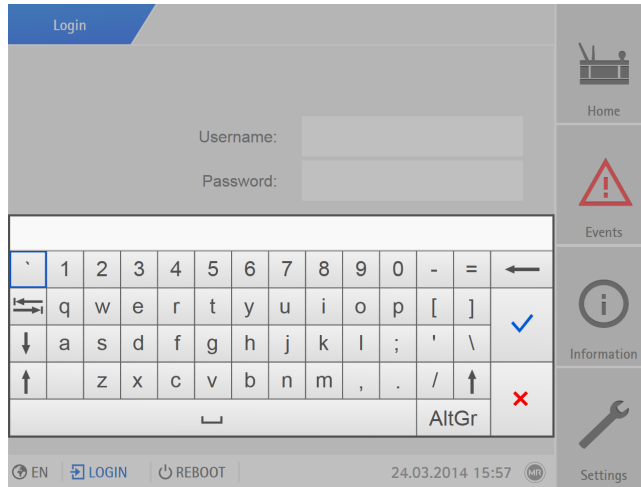 Login
Home
Username:
Password:
Events
` 1 2 3 4 5 6 7 8 9 0 - =
q w e r t y u i o p [ ]
a s d f g h j k l ; ' \
z x c v b n m , . /
AltGr
Information
EN LOGIN REBOOT 24.03.2014 15:57 MR
Settings